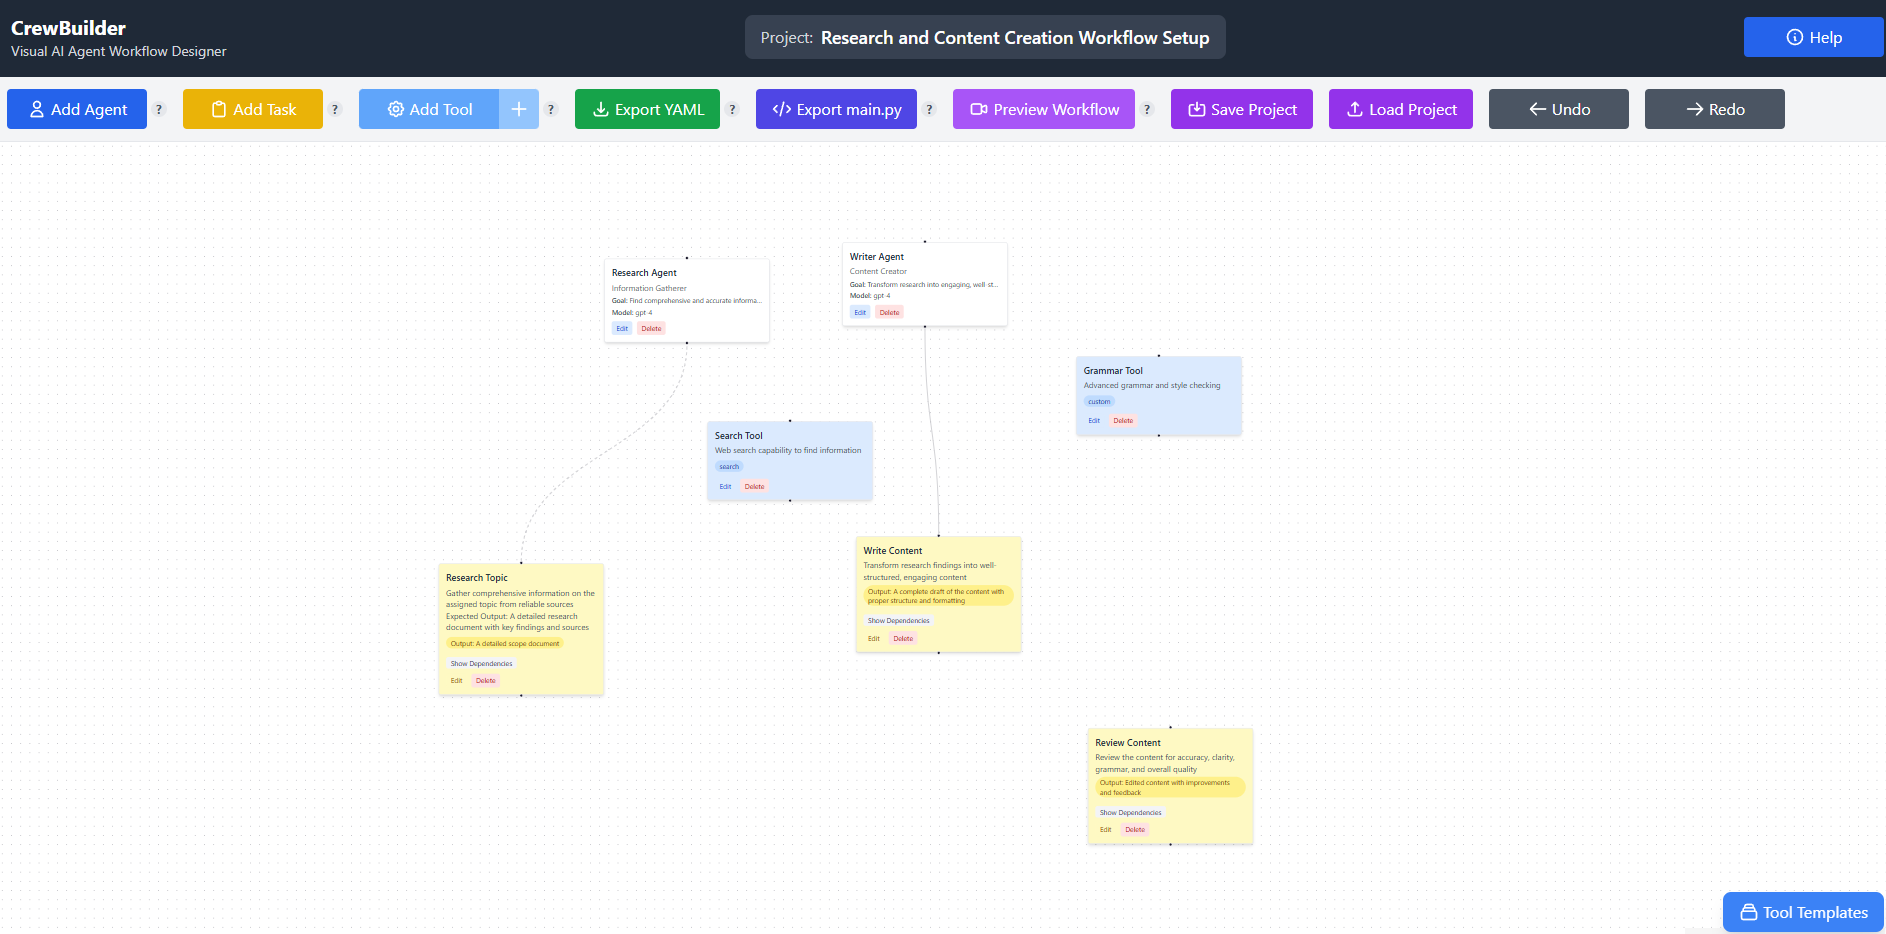 CrewBuilder
Visual AI Agent Workflow Designer
Project: Research and Content Creation Workflow Setup
Help
Add Agent ?
Add Task ?
Add Tool + ?
Export YAML ?
</> Export main.py ?
Preview Workflow ?
Save Project
Load Project
Undo
Redo
Research Agent
Information Gatherer
Goal: Find comprehensive and accurate informa...
Model: gpt-4
Edit Delete
Writer Agent
Content Creator
Goal: Transform research into engaging, well-st...
Model: gpt-4
Edit Delete
Grammar Tool
Advanced grammar and style checking
custom
Edit Delete
Search Tool
Web search capability to find information
search
Edit Delete
Research Topic
Gather comprehensive information on the
assigned topic from reliable sources
Expected Output: A detailed research
document with key findings and sources
Output: A detailed scope document
Show Dependencies
Edit Delete
Write Content
Transform research findings into well-
structured, engaging content
Output: A complete draft of the content with
proper structure and formatting
Show Dependencies
Edit Delete
Review Content
Review the content for accuracy, clarity,
grammar, and overall quality
Output: Edited content with improvements
and feedback
Show Dependencies
Edit Delete
Tool Templates